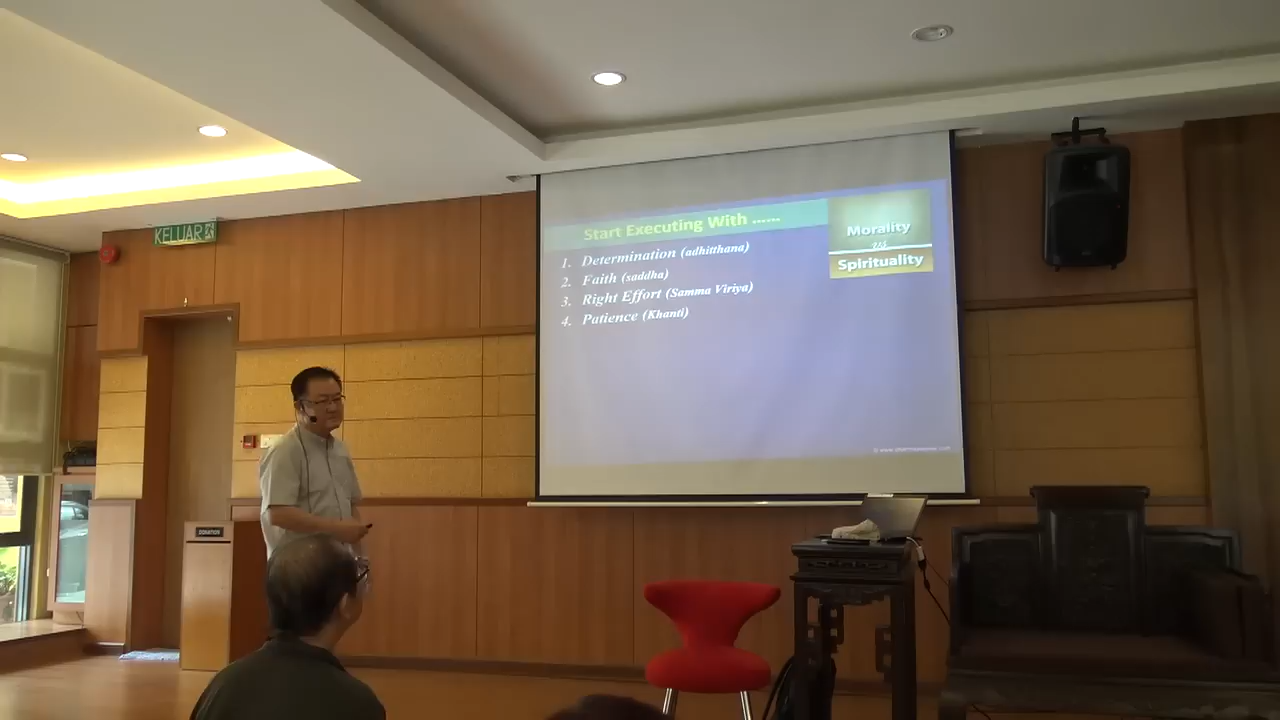 KELUAR
Start Executing With ......
1. Determination (adhitthana)
2. Faith (saddha)
3. Right Effort (Samma Viriya)
4. Patience (Khanti)
Morality
vs
Spirituality
DONATION